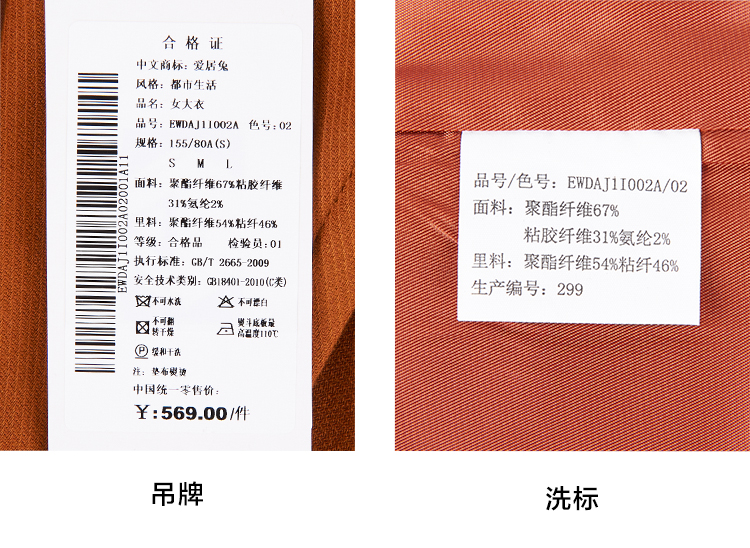 合格证
中文商标：爱居兔
风格：都市生活
品名：女大衣
品号：EWDAJ1I002A 色号：02
规格：155/80A(S)
S M L
面料：聚酯纤维67%粘胶纤维
31%氨纶2%
里料：聚酯纤维54%粘纤46%
等级：合格品 检验员：01
执行标准：GB/T 2665-2009
安全技术类别：GB18401-2010(C类)
不可水洗 不可漂白
不可翻
转干燥
熨斗底板最
高温度110℃
P 缓和干洗
注：垫布熨烫
中国统一零售价：
¥:569.00/件
EWDAJ1I002A02001A11
品号/色号：EWDAJ1I002A/02
面料：聚酯纤维67%
粘胶纤维31%氨纶2%
里料：聚酯纤维54%粘纤46%
生产编号：299
吊牌
洗标